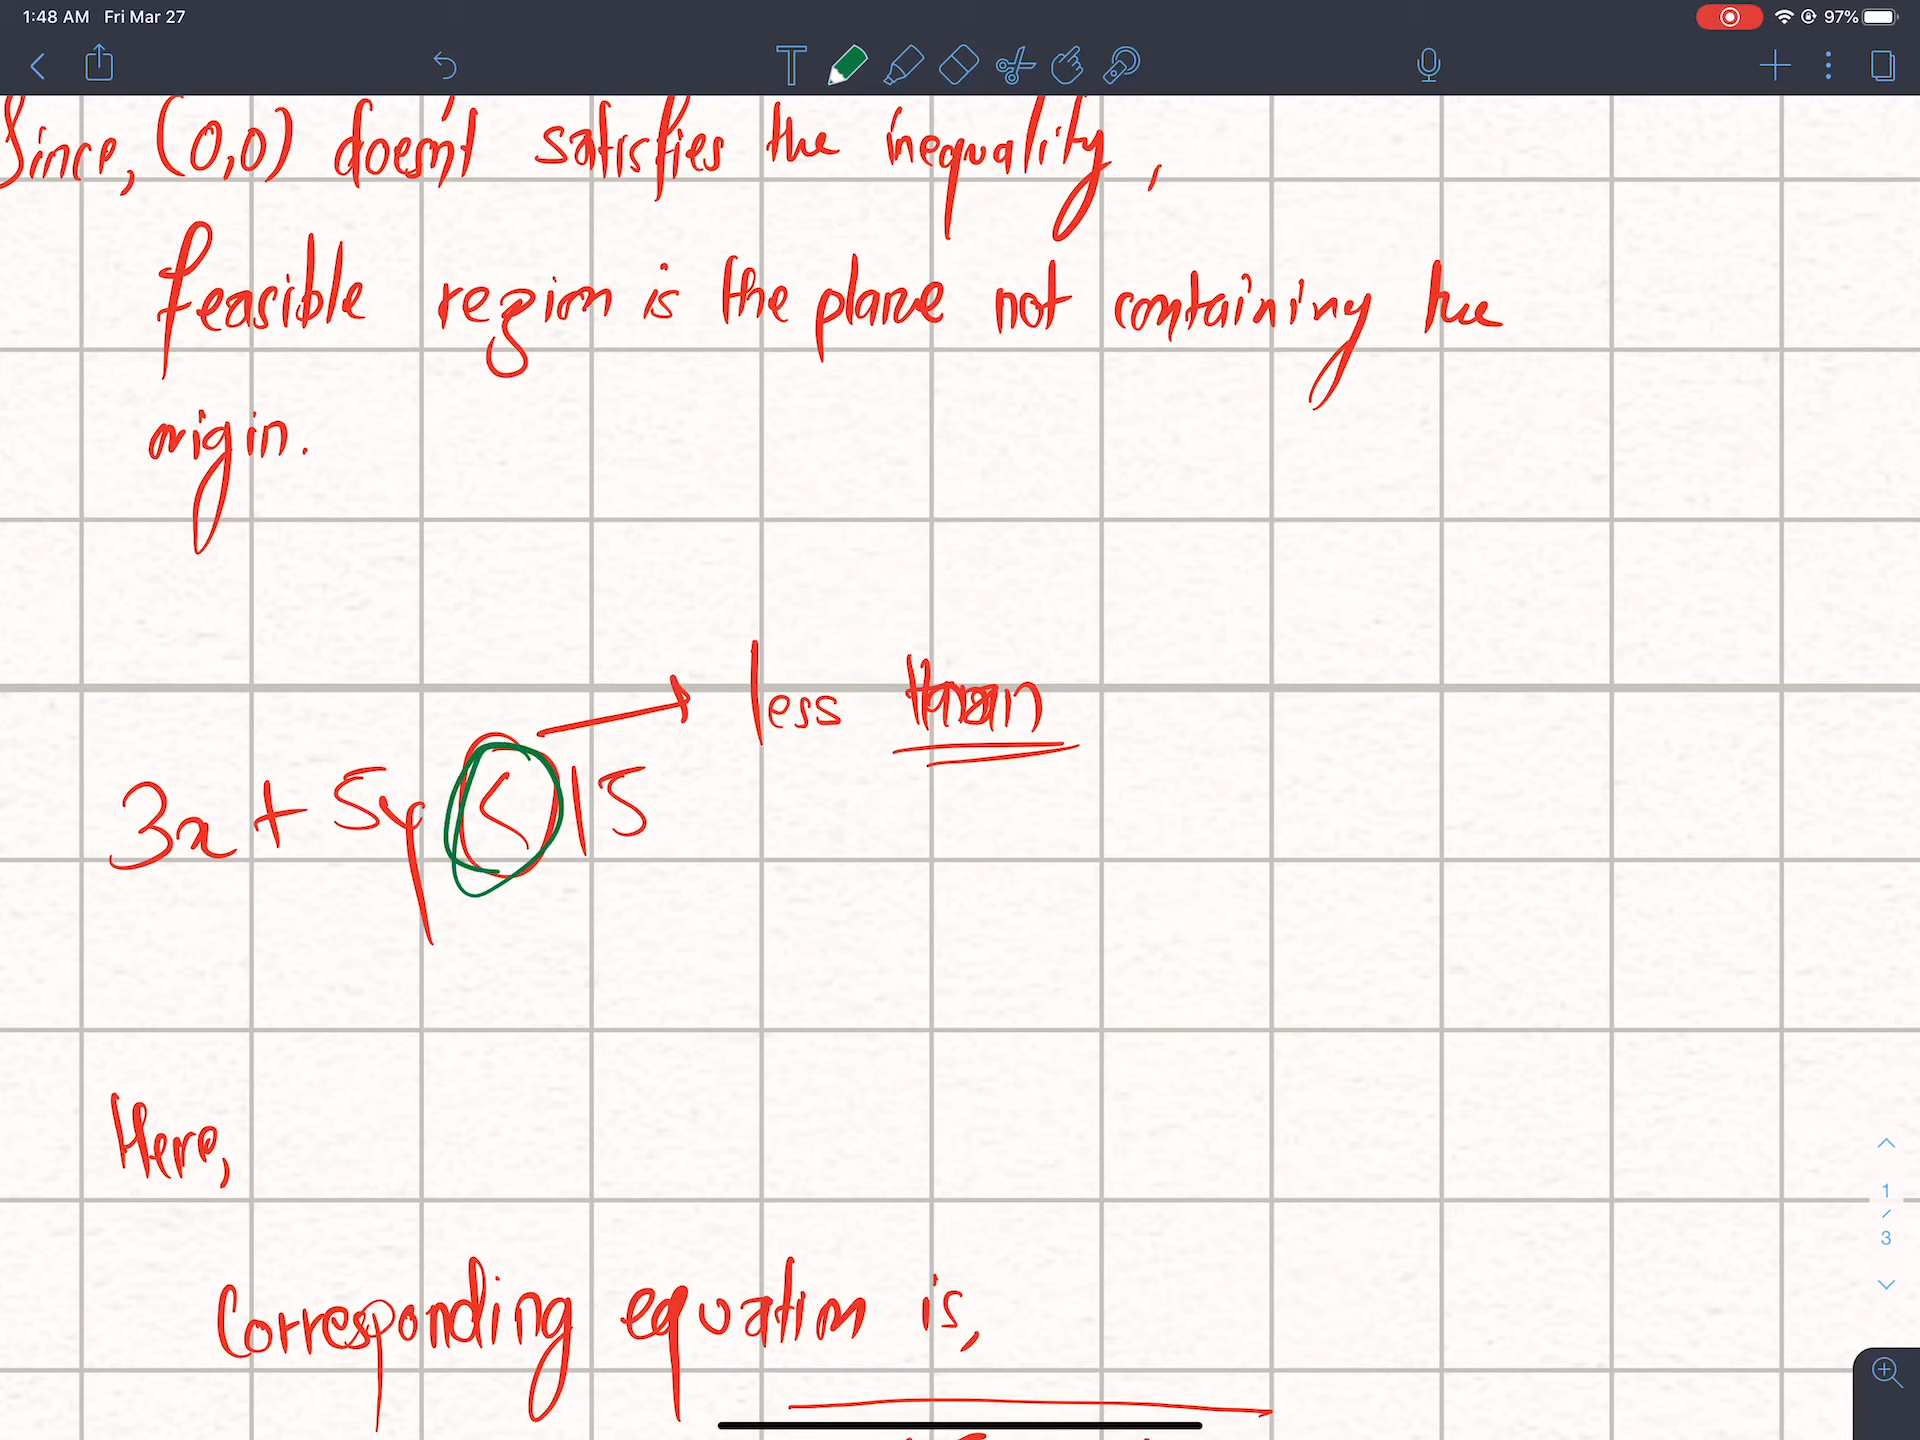 1:48 AM Fri Mar 27
97%
Since, (0,0) doesn't satisfies the inequality,
feasible region is the plane not containing the
origin.
less than
3x + 5y < 15
Here,
1
/
3
Corresponding equation is,